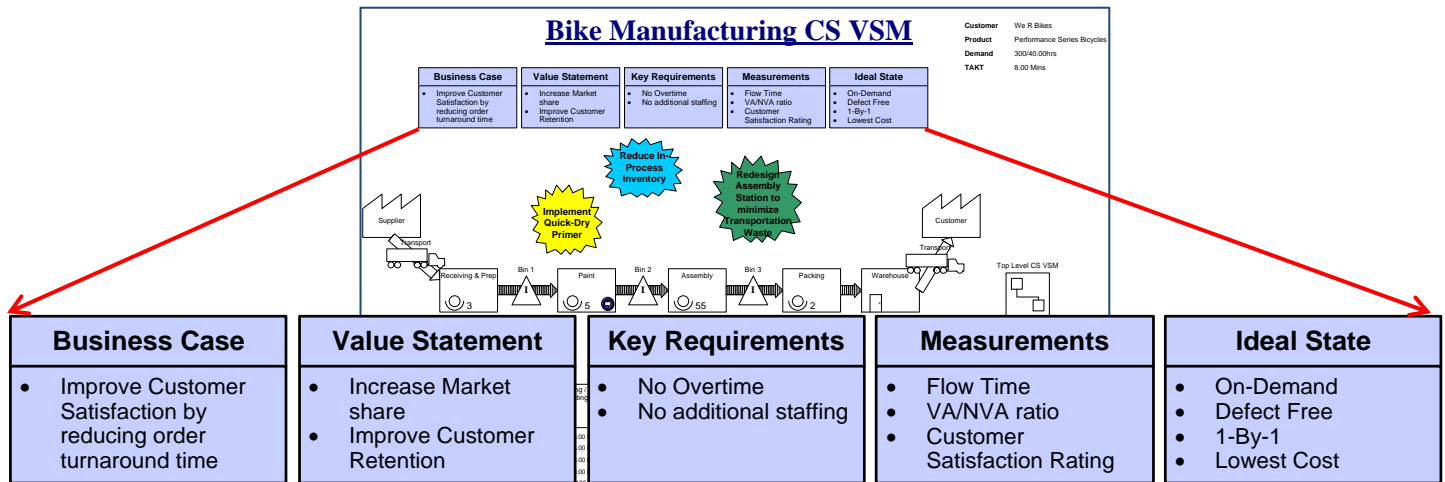 Bike Manufacturing CS VSM
Customer We R Bikes
Product Performance Series Bicycles
Demand 300/40.00hrs
TAKT 8.00 Mins
Business Case
• Improve Customer
Satisfaction by
reducing order
turnaround time
Value Statement
• Increase Market
share
• Improve Customer
Retention
Key Requirements
• No Overtime
• No additional staffing
Measurements
• Flow Time
• VA/NVA ratio
• Customer
Satisfaction Rating
Ideal State
• On-Demand
• Defect Free
• 1-By-1
• Lowest Cost
Reduce In-
Process
Inventory
Redesign
Assembly
Station to
minimize
Transportation
Waste
Implement
Quick-Dry
Primer
Supplier
Customer
Transport
Transport
Receiving & Prep
3
Bin 1
I
Paint
5
Bin 2
I
Assembly
55
Bin 3
I
Packing
2
Warehouse
Top Level CS VSM
Business Case
• Improve Customer
Satisfaction by
reducing order
turnaround time
Value Statement
• Increase Market
share
• Improve Customer
Retention
Key Requirements
• No Overtime
• No additional staffing
Measurements
• Flow Time
• VA/NVA ratio
• Customer
Satisfaction Rating
Ideal State
• On-Demand
• Defect Free
• 1-By-1
• Lowest Cost